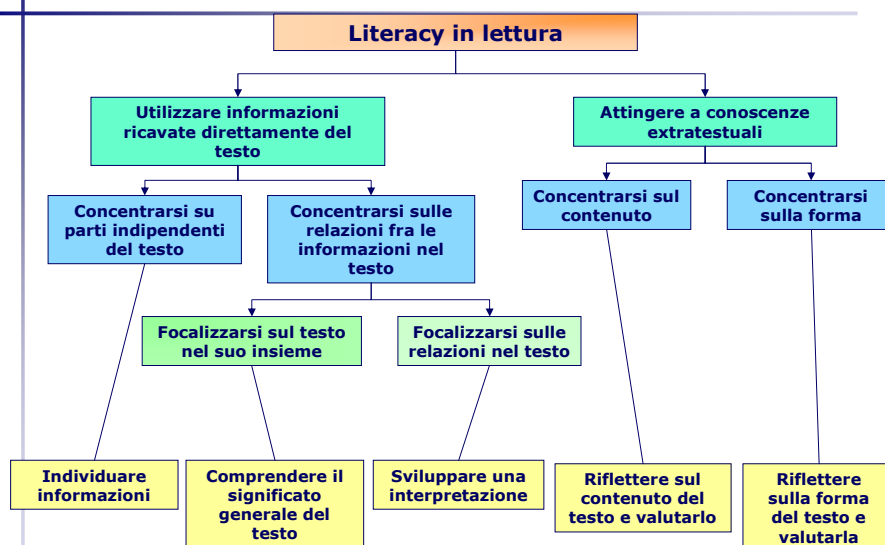 Literacy in lettura
Utilizzare informazioni
ricavate direttamente del
testo
Attingere a conoscenze
extratestuali
Concentrarsi su
parti indipendenti
del testo
Concentrarsi sulle
relazioni fra le
informazioni nel
testo
Concentrarsi sul
contenuto
Concentrarsi
sulla forma
Focalizzarsi sul testo
nel suo insieme
Focalizzarsi sulle
relazioni nel testo
Individuare
informazioni
Comprendere il
significato
generale del
testo
Sviluppare una
interpretazione
Riflettere sul
contenuto del
testo e valutarlo
Riflettere
sulla forma
del testo e
valutarla